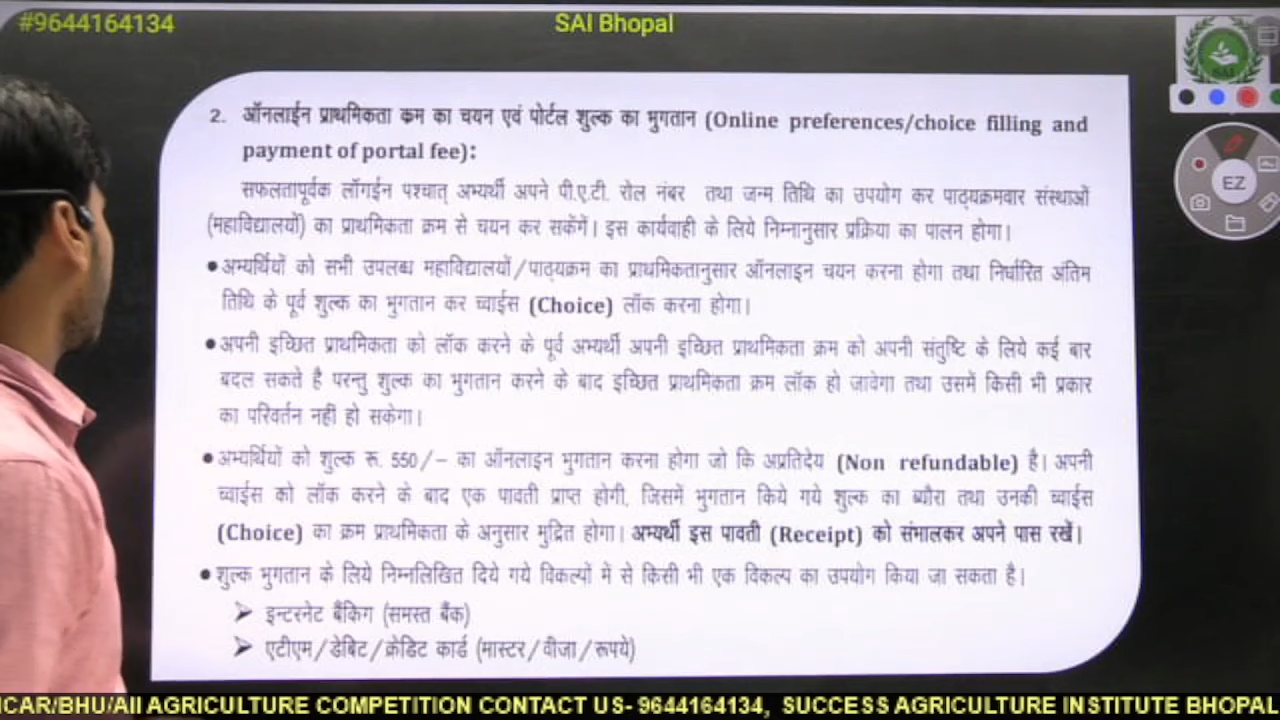 #9644164134
SAI Bhopal
SAI
EZ
2. ऑनलाईन प्राथमिकता क्रम का चयन एवं पोर्टल शुल्क का भुगतान (Online preferences/choice filling and
payment of portal fee):
सफलतापूर्वक लॉगईन पश्चात् अभ्यर्थी अपने पी.ए.टी. रोल नंबर तथा जन्म तिथि का उपयोग कर पाठ्यक्रमवार संस्थाओं
(महाविद्यालयों) का प्राथमिकता क्रम से चयन कर सकेंगें। इस कार्यवाही के लिये निम्नानुसार प्रक्रिया का पालन होगा।
• अभ्यर्थियों को सभी उपलब्ध महाविद्यालयों/पाठ्यक्रम का प्राथमिकतानुसार ऑनलाइन चयन करना होगा तथा निर्धारित अंतिम
तिथि के पूर्व शुल्क का भुगतान कर च्वाईस (Choice) लॉक करना होगा।
• अपनी इच्छित प्राथमिकता को लॉक करने के पूर्व अभ्यर्थी अपनी इच्छित प्राथमिकता क्रम को अपनी संतुष्टि के लिये कई बार
बदल सकते है परन्तु शुल्क का भुगतान करने के बाद इच्छित प्राथमिकता क्रम लॉक हो जावेगा तथा उसमें किसी भी प्रकार
का परिवर्तन नहीं हो सकेगा।
• अभ्यर्थियों को शुल्क रू. 550/– का ऑनलाइन भुगतान करना होगा जो कि अप्रतिदेय (Non refundable) है। अपनी
च्वाईस को लॉक करने के बाद एक पावती प्राप्त होगी, जिसमें भुगतान किये गये शुल्क का ब्यौरा तथा उनकी च्वाईस
(Choice) का क्रम प्राथमिकता के अनुसार मुद्रित होगा। अभ्यर्थी इस पावती (Receipt) को संभालकर अपने पास रखें।
• शुल्क भुगतान के लिये निम्नलिखित दिये गये विकल्पों में से किसी भी एक विकल्प का उपयोग किया जा सकता है।
➤ इन्टरनेट बैंकिग (समस्त बैंक)
➤ एटीएम/डेबिट/क्रेडिट कार्ड (मास्टर/वीजा/रूपये)
ICAR/BHU/All AGRICULTURE COMPETITION CONTACT US- 9644164134, SUCCESS AGRICULTURE INSTITUTE BHOPAL